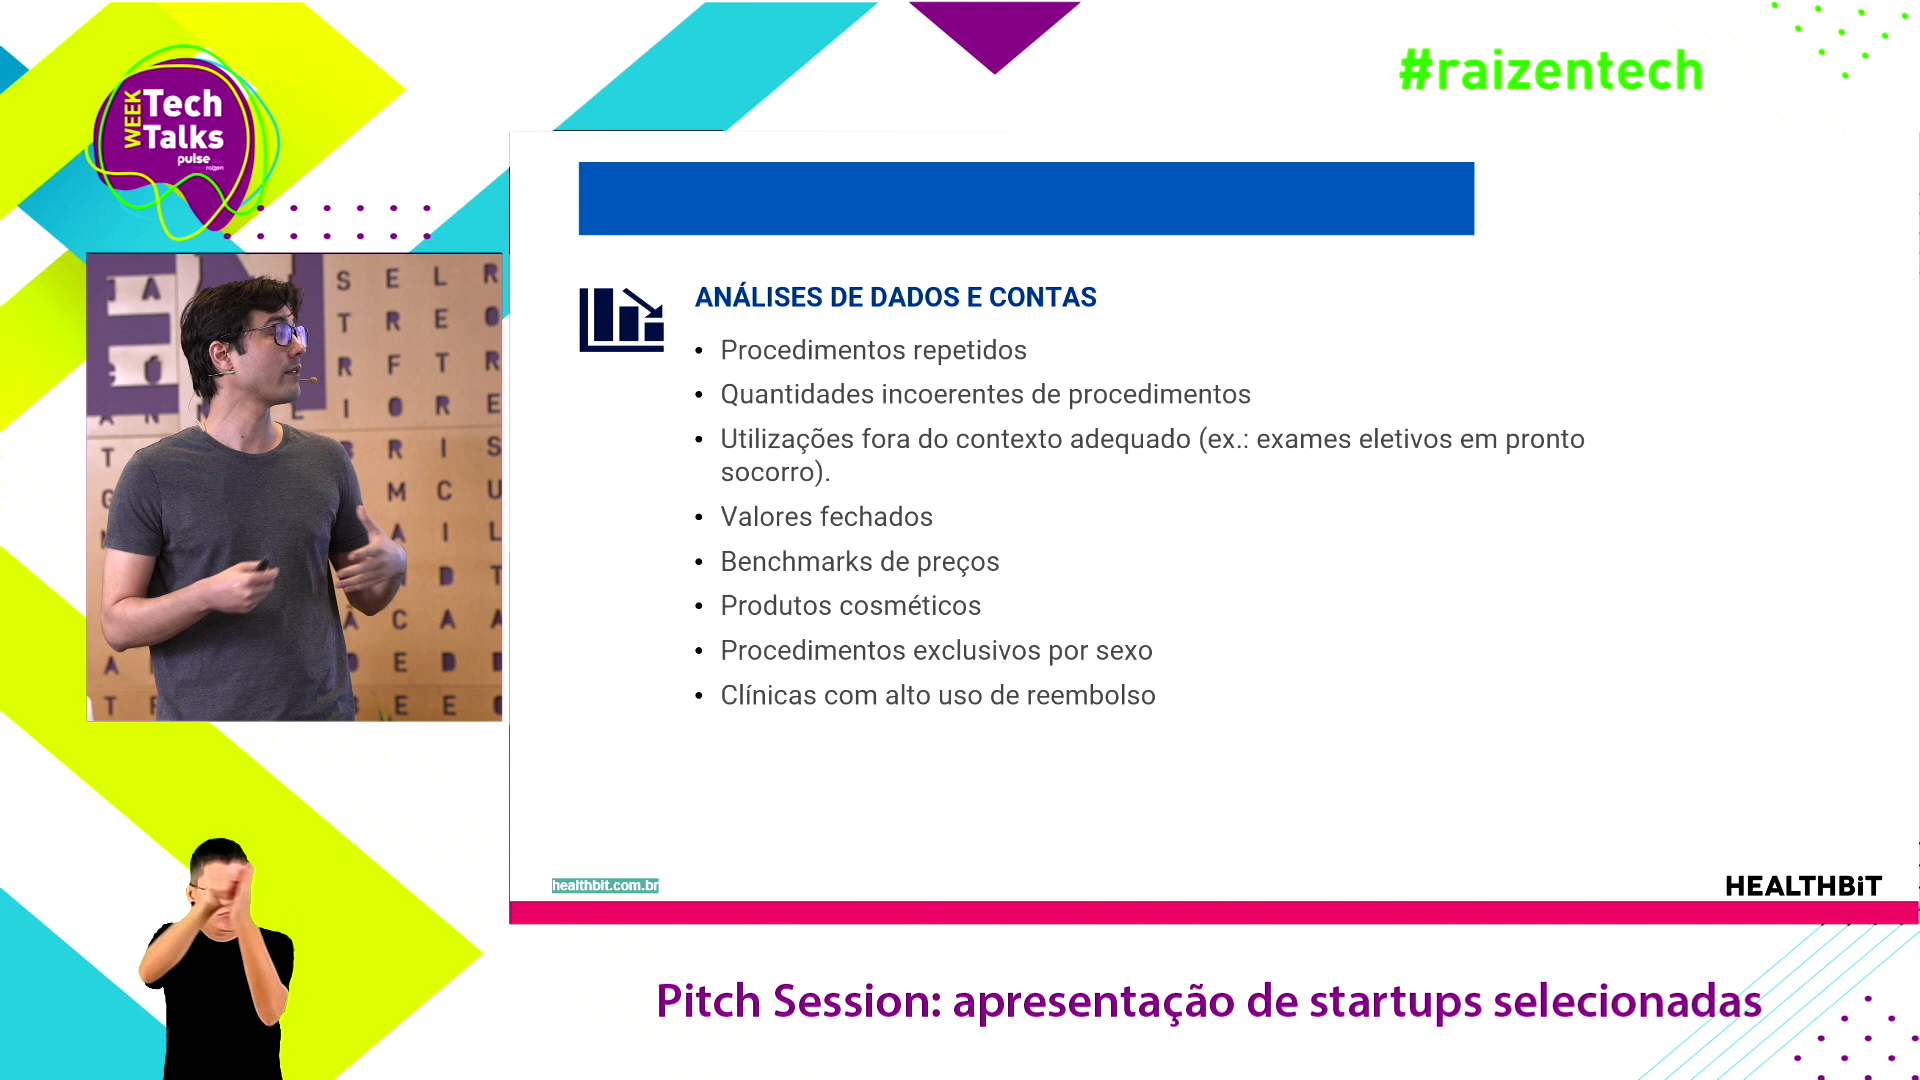 #raizentech
WEEK
Tech
Talks
pulse
raízen
ANÁLISES DE DADOS E CONTAS
• Procedimentos repetidos
• Quantidades incoerentes de procedimentos
• Utilizações fora do contexto adequado (ex.: exames eletivos em pronto
socorro).
• Valores fechados
• Benchmarks de preços
• Produtos cosméticos
• Procedimentos exclusivos por sexo
• Clínicas com alto uso de reembolso
healthbit.com.br
HEALTHBiT
Pitch Session: apresentação de startups selecionadas